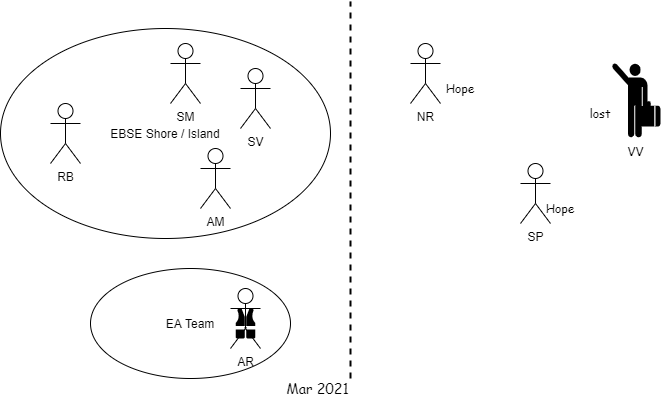 SM
EBSE Shore / Island
SV
RB
AM
NR
Hope
lost
VV
Hope
SP
EA Team
AR
Mar 2021